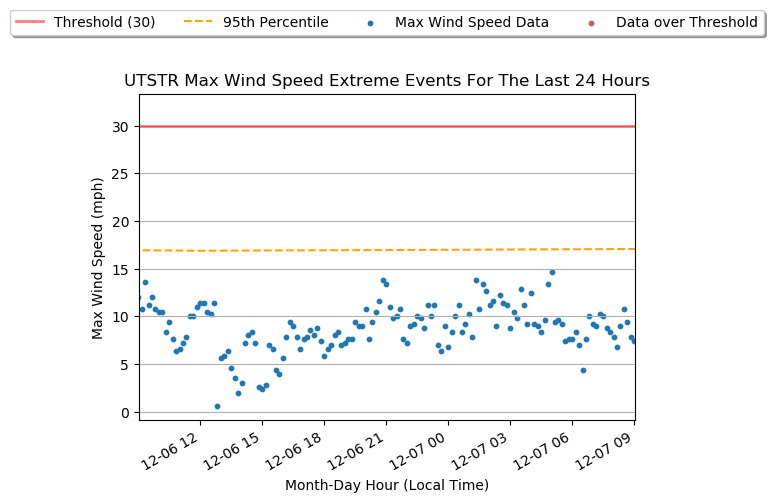 Threshold (30) 95th Percentile Max Wind Speed Data Data over Threshold
UTSTR Max Wind Speed Extreme Events For The Last 24 Hours
Max Wind Speed (mph)
30
25
20
15
10
5
0
12-06 12 12-06 15 12-06 18 12-06 21 12-07 00 12-07 03 12-07 06 12-07 09
Month-Day Hour (Local Time)